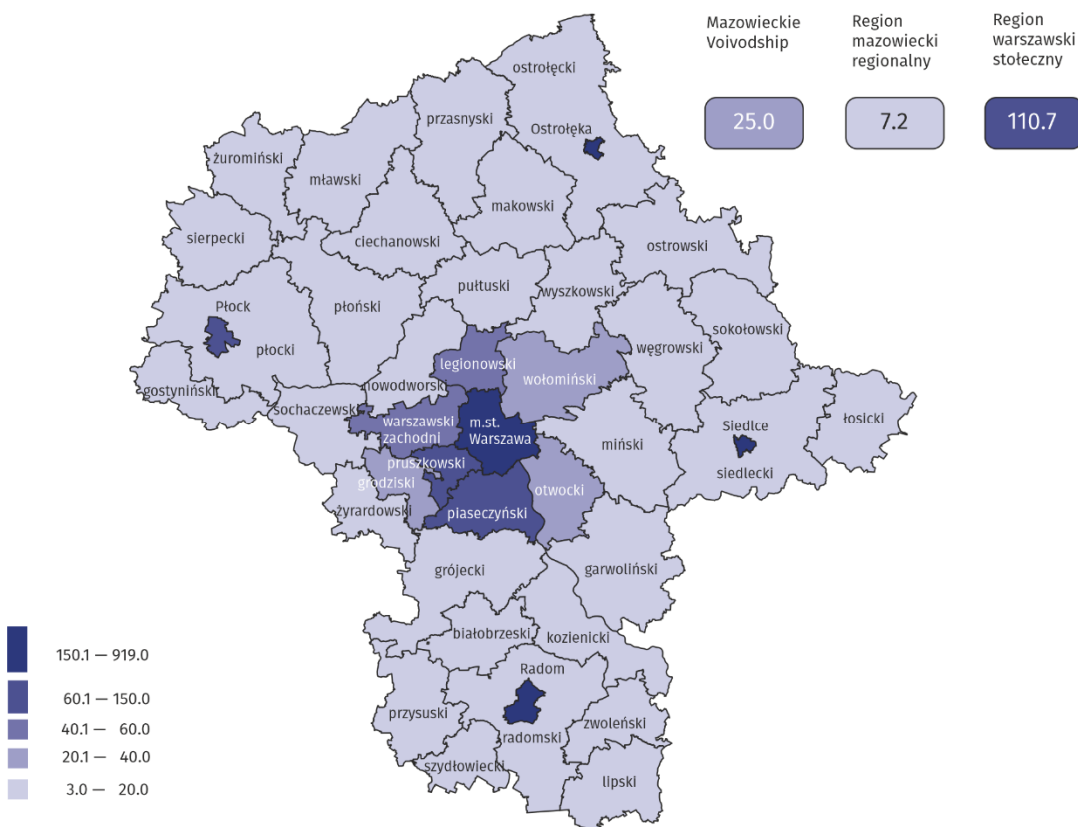 Mazowieckie
Voivodship
Region
mazowiecki
regionalny
Region
warszawski
stołeczny
25.0
7.2
110.7
ostrołęcki
Ostrołęka
przasnyski
żuromiński
mławski
makowski
sierpecki
ciechanowski
ostrowski
pułtuski
wyszkowski
Płock
płoński
sokołowski
płocki
węgrowski
legionowski
wołomiński
gostyniński
nowodworski
sochaczewski
łosicki
warszawski
zachodni
m.st.
Warszawa
Siedlce
miński
pruszkowski
siedlecki
grodziski
otwocki
żyrardowski
piaseczyński
grójecki
garwoliński
białobrzeski
kozienicki
Radom
przysuski
zwoleński
radomski
szydłowiecki
lipski
150.1 — 919.0
60.1 — 150.0
40.1 — 60.0
20.1 — 40.0
3.0 — 20.0